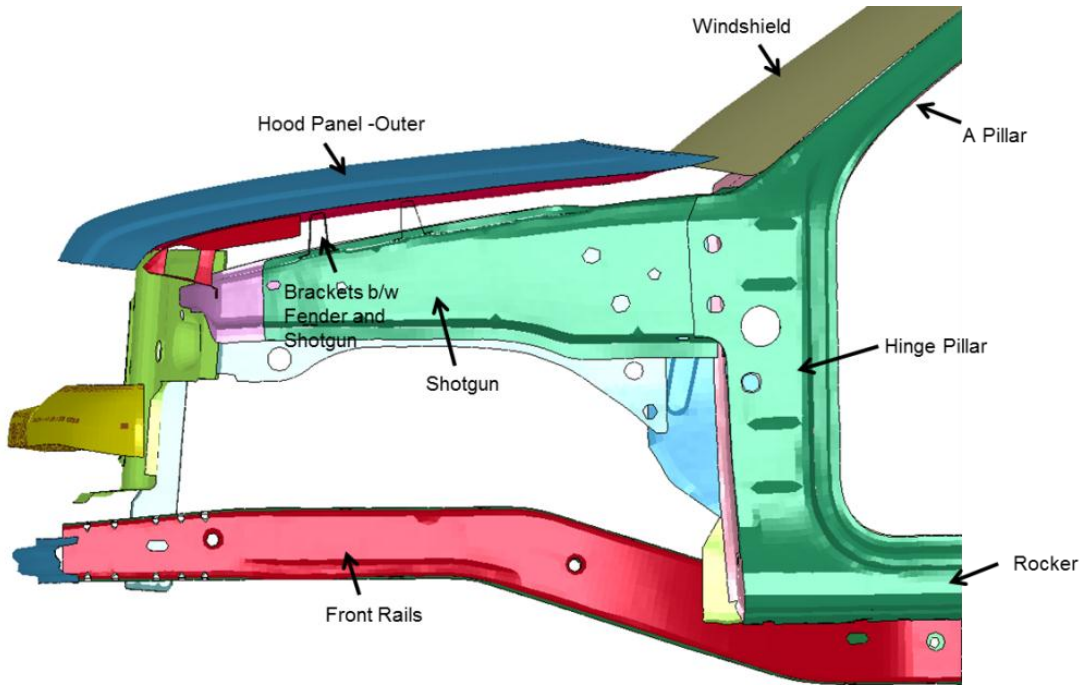 Windshield
Hood Panel -Outer
A Pillar
Brackets b/w
Fender and
Shotgun
Hinge Pillar
Shotgun
Rocker
Front Rails